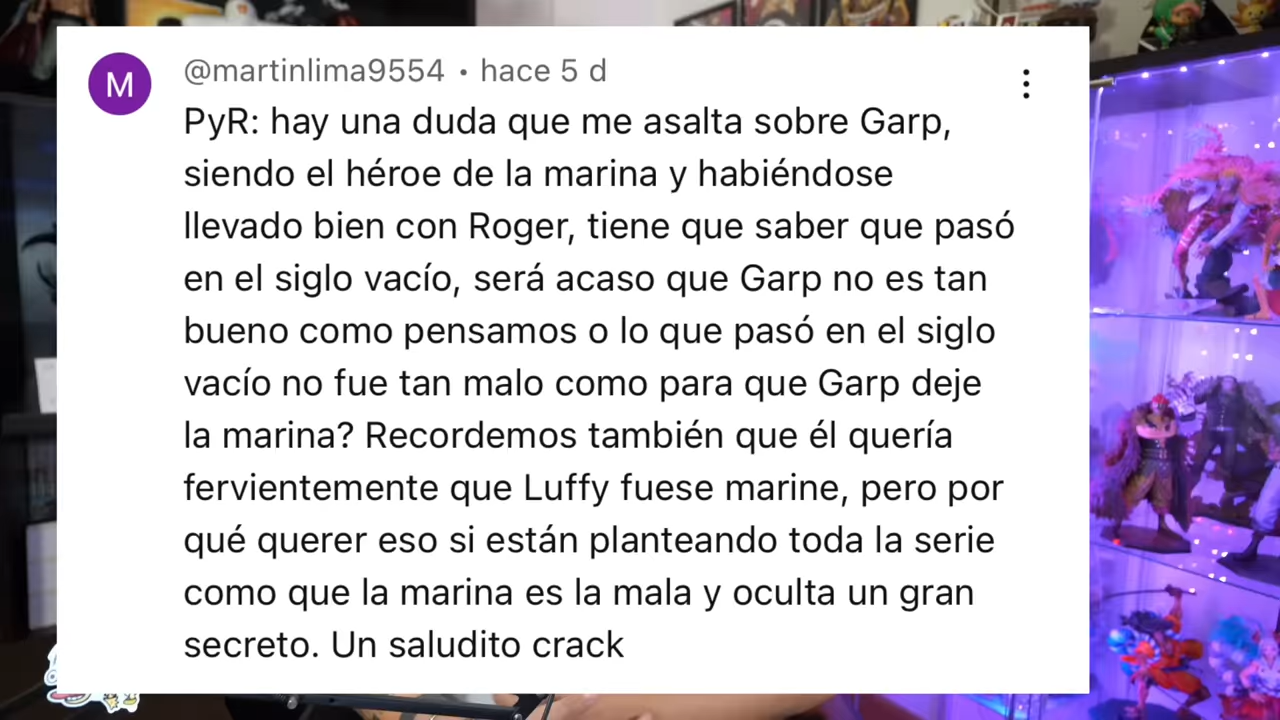 M
@martinlima9554 • hace 5 d
PyR: hay una duda que me asalta sobre Garp,
siendo el héroe de la marina y habiéndose
llevado bien con Roger, tiene que saber que pasó
en el siglo vacío, será acaso que Garp no es tan
bueno como pensamos o lo que pasó en el siglo
vacío no fue tan malo como para que Garp deje
la marina? Recordemos también que él quería
fervientemente que Luffy fuese marine, pero por
qué querer eso si están planteando toda la serie
como que la marina es la mala y oculta un gran
secreto. Un saludito crack